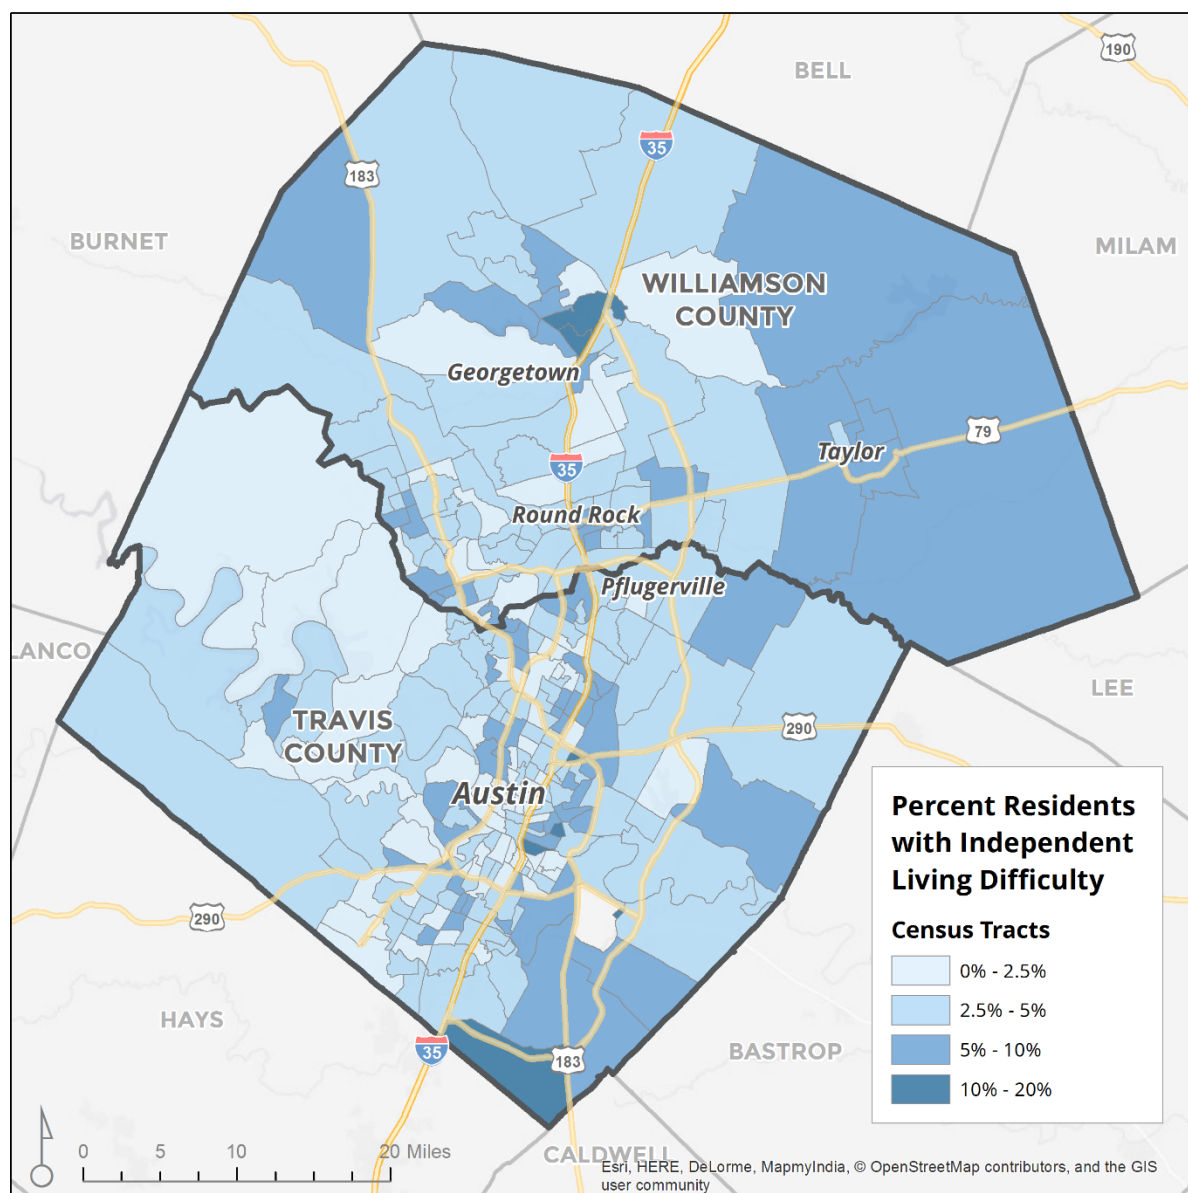 BELL
190
35
183
BURNET
MILAM
WILLIAMSON
COUNTY
Georgetown
Taylor
79
35
Round Rock
Pflugerville
LANCO
LEE
TRAVIS
COUNTY
290
Austin
290
HAYS
35
183
BASTROP
CALDWELL
Percent Residents
with Independent
Living Difficulty
Census Tracts
0% - 2.5%
2.5% - 5%
5% - 10%
10% - 20%
0 5 10 20 Miles
Esri, HERE, DeLorme, MapmyIndia, © OpenStreetMap contributors, and the GIS
user community